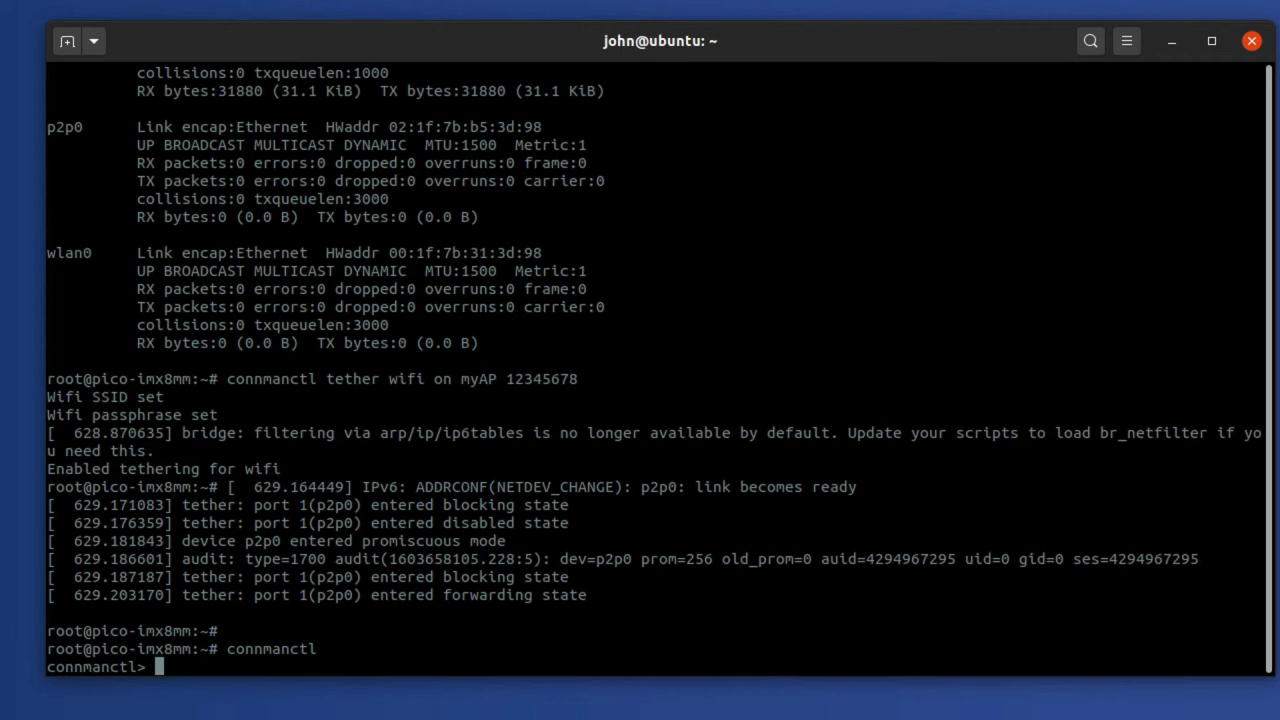 john@ubuntu: ~
collisions:0 txqueuelen:1000
RX bytes:31880 (31.1 KiB)  TX bytes:31880 (31.1 KiB)
p2p0      Link encap:Ethernet  HWaddr 02:1f:7b:b5:3d:98
UP BROADCAST MULTICAST DYNAMIC  MTU:1500  Metric:1
RX packets:0 errors:0 dropped:0 overruns:0 frame:0
TX packets:0 errors:0 dropped:0 overruns:0 carrier:0
collisions:0 txqueuelen:3000
RX bytes:0 (0.0 B)  TX bytes:0 (0.0 B)
wlan0     Link encap:Ethernet  HWaddr 00:1f:7b:31:3d:98
UP BROADCAST MULTICAST DYNAMIC  MTU:1500  Metric:1
RX packets:0 errors:0 dropped:0 overruns:0 frame:0
TX packets:0 errors:0 dropped:0 overruns:0 carrier:0
collisions:0 txqueuelen:3000
RX bytes:0 (0.0 B)  TX bytes:0 (0.0 B)
root@pico-imx8mm:~# connmanctl tether wifi on myAP 12345678
Wifi SSID set
Wifi passphrase set
[  628.870635] bridge: filtering via arp/ip/ip6tables is no longer available by default. Update your scripts to load br_netfilter if yo
u need this.
Enabled tethering for wifi
root@pico-imx8mm:~# [  629.164449] IPv6: ADDRCONF(NETDEV_CHANGE): p2p0: link becomes ready
[  629.171083] tether: port 1(p2p0) entered blocking state
[  629.176359] tether: port 1(p2p0) entered disabled state
[  629.181843] device p2p0 entered promiscuous mode
[  629.186601] audit: type=1700 audit(1603658105.228:5): dev=p2p0 prom=256 old_prom=0 auid=4294967295 uid=0 gid=0 ses=4294967295
[  629.187187] tether: port 1(p2p0) entered blocking state
[  629.203170] tether: port 1(p2p0) entered forwarding state
root@pico-imx8mm:~#
root@pico-imx8mm:~# connmanctl
connmanctl>